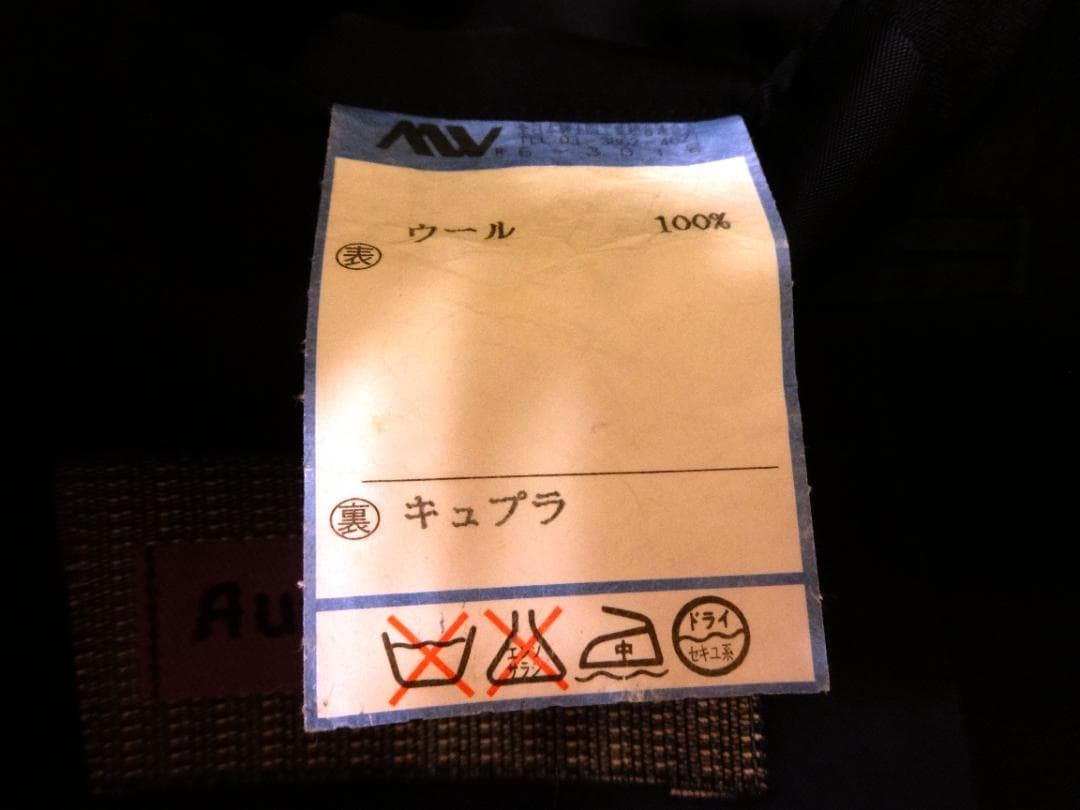 MW
ウール 100%
表
裏 キュプラ
エンソ
サラシ
中
ドライ
セキユ系
Au